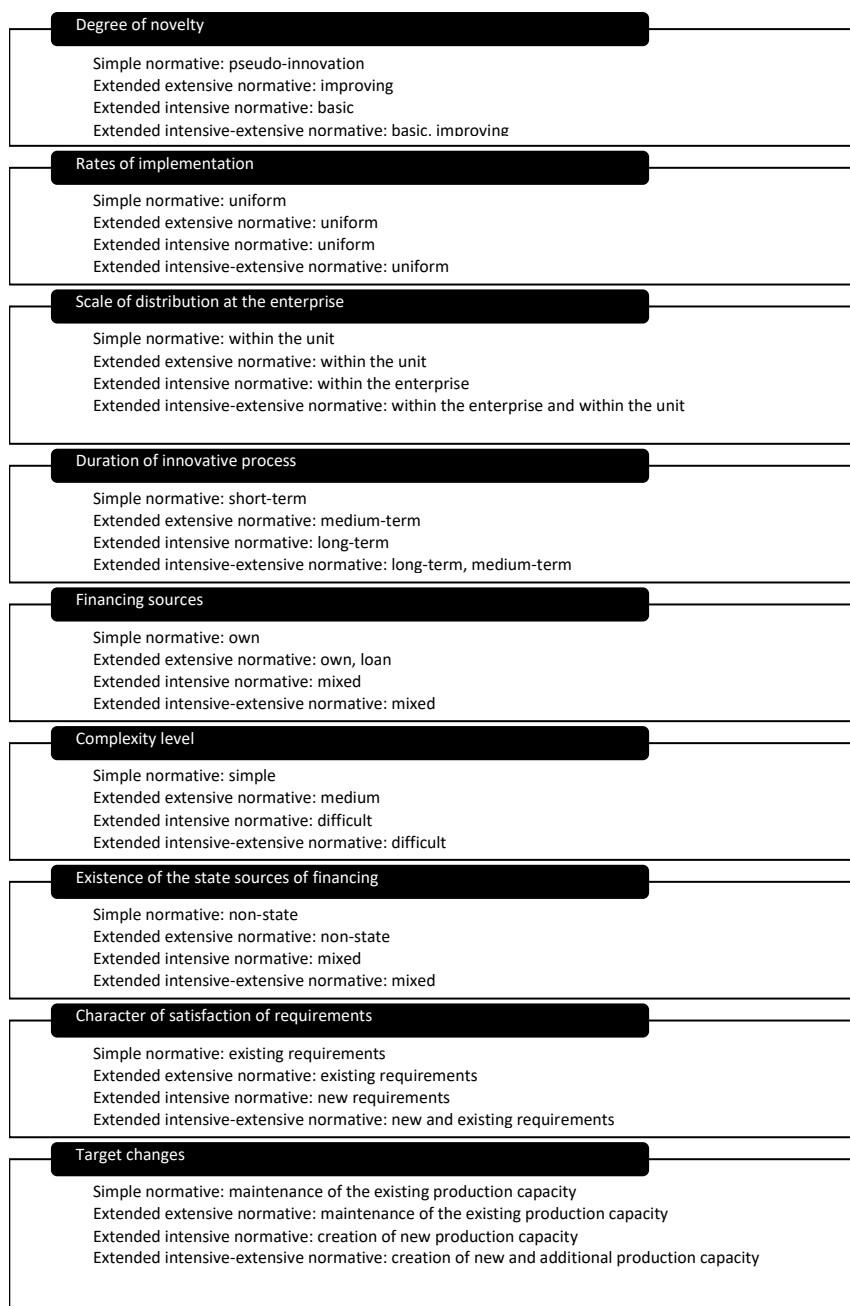 Degree of novelty
Simple normative: pseudo-innovation
Extended extensive normative: improving
Extended intensive normative: basic
Extended intensive-extensive normative: basic, improving
Rates of implementation
Simple normative: uniform
Extended extensive normative: uniform
Extended intensive normative: uniform
Extended intensive-extensive normative: uniform
Scale of distribution at the enterprise
Simple normative: within the unit
Extended extensive normative: within the unit
Extended intensive normative: within the enterprise
Extended intensive-extensive normative: within the enterprise and within the unit
Duration of innovative process
Simple normative: short-term
Extended extensive normative: medium-term
Extended intensive normative: long-term
Extended intensive-extensive normative: long-term, medium-term
Financing sources
Simple normative: own
Extended extensive normative: own, loan
Extended intensive normative: mixed
Extended intensive-extensive normative: mixed
Complexity level
Simple normative: simple
Extended extensive normative: medium
Extended intensive normative: difficult
Extended intensive-extensive normative: difficult
Existence of the state sources of financing
Simple normative: non-state
Extended extensive normative: non-state
Extended intensive normative: mixed
Extended intensive-extensive normative: mixed
Character of satisfaction of requirements
Simple normative: existing requirements
Extended extensive normative: existing requirements
Extended intensive normative: new requirements
Extended intensive-extensive normative: new and existing requirements
Target changes
Simple normative: maintenance of the existing production capacity
Extended extensive normative: maintenance of the existing production capacity
Extended intensive normative: creation of new production capacity
Extended intensive-extensive normative: creation of new and additional production capacity